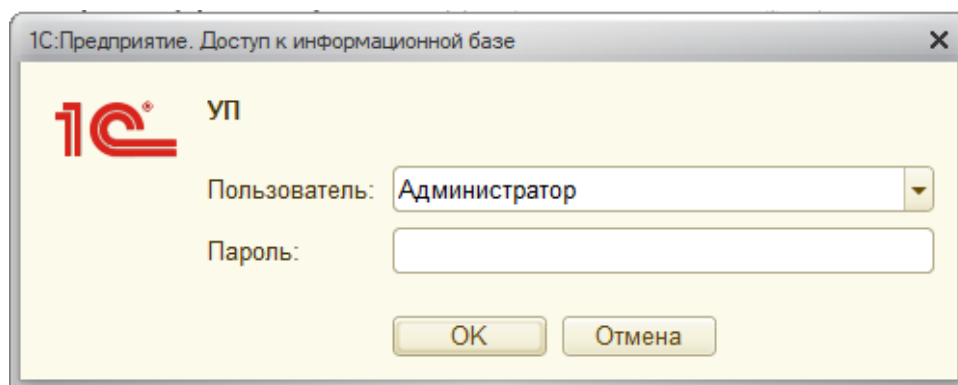 1С:Предприятие. Доступ к информационной базе
1С®
УП
Пользователь: Администратор
Пароль:
OK Отмена